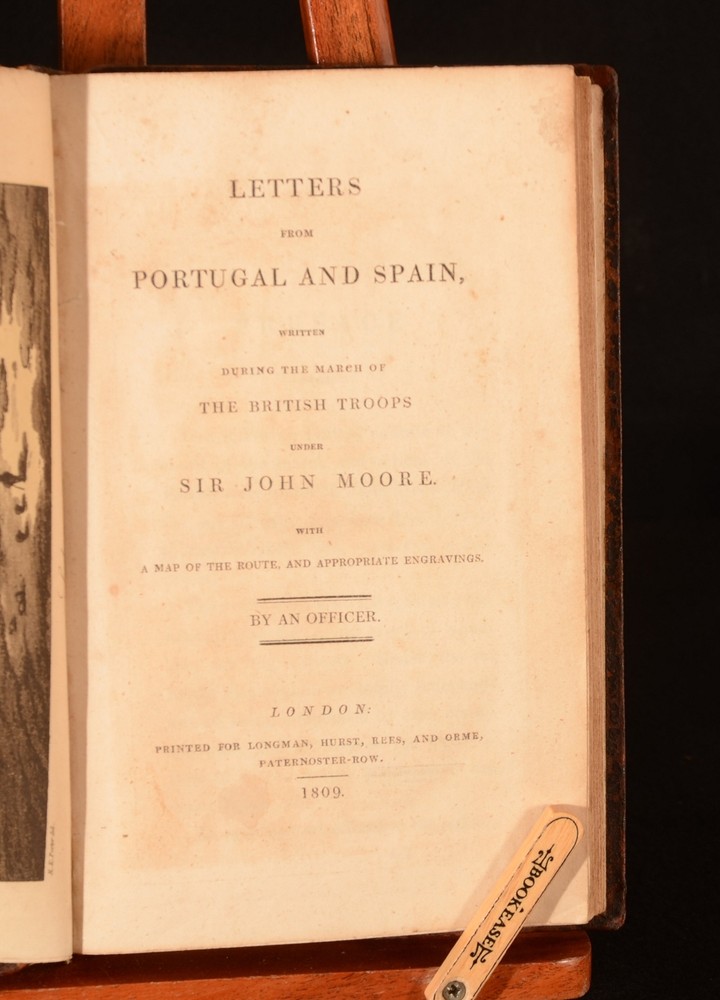 LETTERS
FROM
PORTUGAL AND SPAIN,
WRITTEN
DURING THE MARCH OF
THE BRITISH TROOPS
UNDER
SIR JOHN MOORE.
WITH
A MAP OF THE ROUTE, AND APPROPRIATE ENGRAVINGS.
BY AN OFFICER.
LONDON:
PRINTED FOR LONGMAN, HURST, REES, AND ORME,
PATERNOSTER-ROW.
1809.
BOOKEASEL